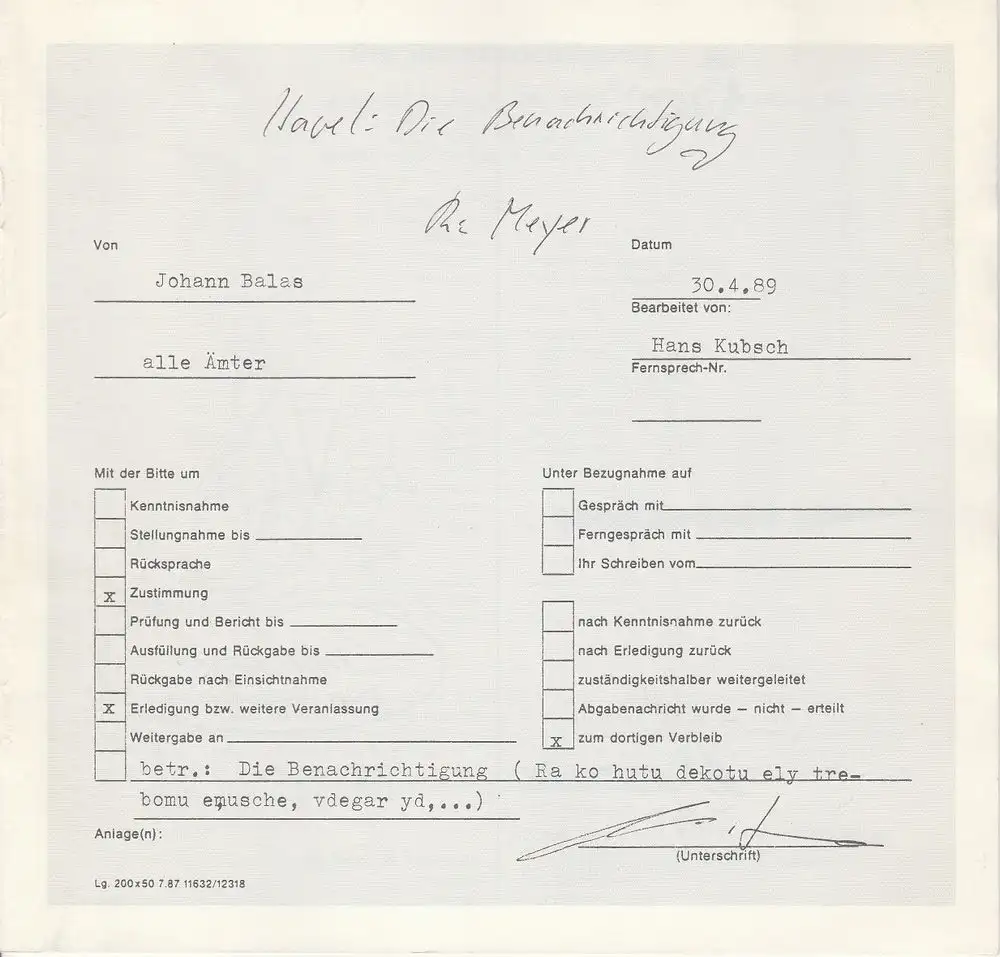 Havel: Die Benachrichtigung
Ri Meyer
Von
Datum
Johann Balas
30.4.89
Bearbeitet von:
Hans Kubsch
alle Ämter
Fernsprech-Nr.
Mit der Bitte um
Unter Bezugnahme auf
Kenntnisnahme
Gespräch mit
Stellungnahme bis
Ferngespräch mit
Rücksprache
Ihr Schreiben vom
x Zustimmung
Prüfung und Bericht bis
nach Kenntnisnahme zurück
Ausfüllung und Rückgabe bis
nach Erledigung zurück
Rückgabe nach Einsichtnahme
zuständigkeitshalber weitergeleitet
x Erledigung bzw. weitere Veranlassung
Abgabenachricht wurde – nicht – erteilt
Weitergabe an
x zum dortigen Verbleib
betr.: Die Benachrichtigung ( Ra ko hutu dekotu ely tre-
bomu emusche, vdegar yd,...)
Anlage(n):
(Unterschrift)
Lg. 200x50 7.87 11632/12318